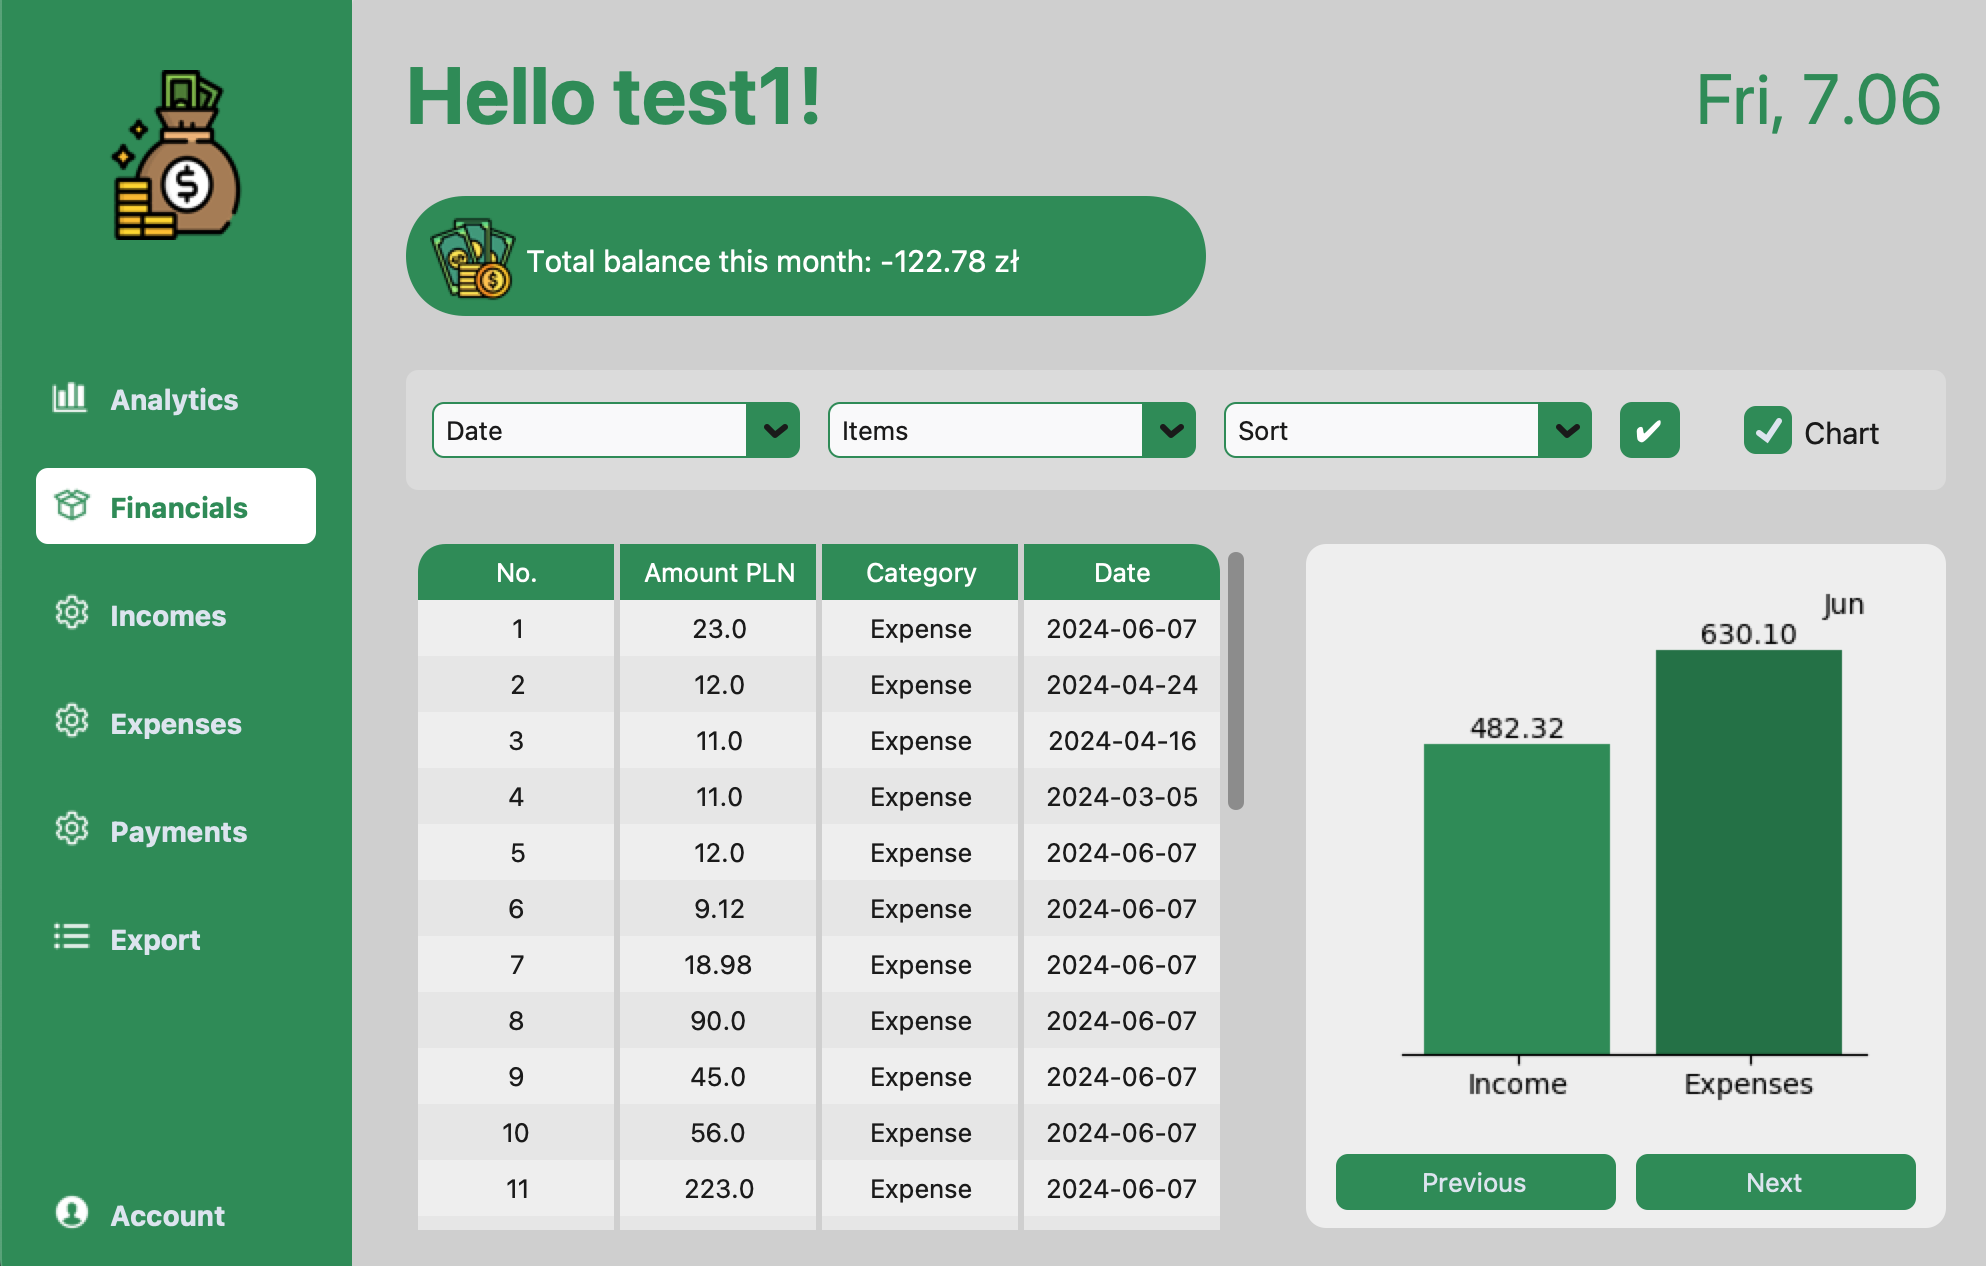 Hello test1!
Fri, 7.06
Total balance this month: -122.78 zł
Analytics
Financials
Incomes
Expenses
Payments
Export
Account
Date
Items
Sort
Chart
No. Amount PLN Category Date
1 23.0 Expense 2024-06-07
2 12.0 Expense 2024-04-24
3 11.0 Expense 2024-04-16
4 11.0 Expense 2024-03-05
5 12.0 Expense 2024-06-07
6 9.12 Expense 2024-06-07
7 18.98 Expense 2024-06-07
8 90.0 Expense 2024-06-07
9 45.0 Expense 2024-06-07
10 56.0 Expense 2024-06-07
11 223.0 Expense 2024-06-07
Jun
630.10
482.32
Income Expenses
Previous Next